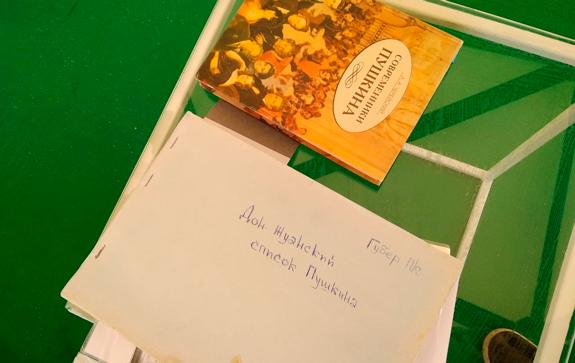 СОВРЕМЕННИКИ
ПУШКИНА
Губер П/к
Дон Жуанский
список Пушкина